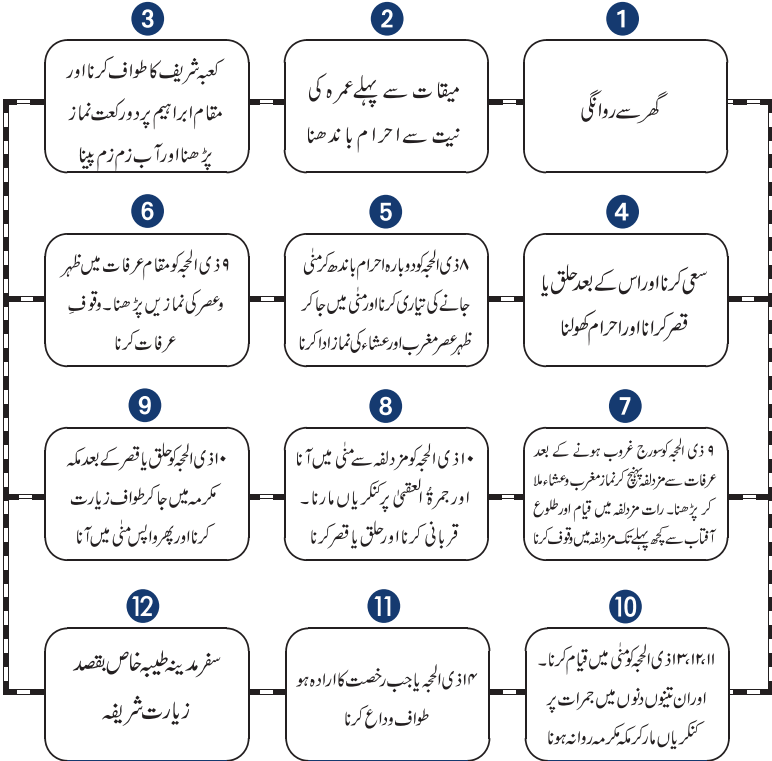 1
گھر سے روانگی
2
میقات سے پہلے عمرہ کی
نیت سے احرام باندھنا
3
کعبہ شریف کا طواف کرنا اور
مقام ابراہیم پر دو رکعت نماز
پڑھنا اور آب زم زم پینا
4
سعی کرنا اور اس کے بعد حلق یا
قصر کرانا اور احرام کھولنا
5
۸ ذی الحجہ کو دوبارہ احرام باندھ کر منٰی
جانے کی تیاری کرنا اور منٰی میں جا کر
ظہر عصر مغرب اور عشاء کی نماز ادا کرنا
6
۹ ذی الحجہ کو مقام عرفات میں ظہر
و عصر کی نمازیں پڑھنا۔ وقوفِ
عرفات کرنا
7
۹ ذی الحجہ کو سورج غروب ہونے کے بعد
عرفات سے مزدلفہ پہنچ کر نماز مغرب و عشاء ملا
کر پڑھنا۔ رات مزدلفہ میں قیام اور طلوع
آفتاب سے کچھ پہلے تک مزدلفہ میں وقوف کرنا
8
۱۰ ذی الحجہ کو مزدلفہ سے منٰی میں آنا
اور جمرۃُ العقبیٰ پر کنکریاں مارنا۔
قربانی کرنا اور حلق یا قصر کرنا
9
۱۰ ذی الحجہ کو حلق یا قصر کے بعد مکہ
مکرمہ میں جا کر طواف زیارت
کرنا اور پھر واپس منٰی میں آنا
10
۱۱، ۱۲، ۱۳ ذی الحجہ کو منٰی میں قیام کرنا۔
اور ان تینوں دنوں میں جمرات پر
کنکریاں مار کر مکہ مکرمہ روانہ ہونا
11
۱۴ ذی الحجہ یا جب رخصت کا ارادہ ہو
طواف وداع کرنا
12
سفر مدینہ طیبہ خاص بقصد
زیارت شریفہ